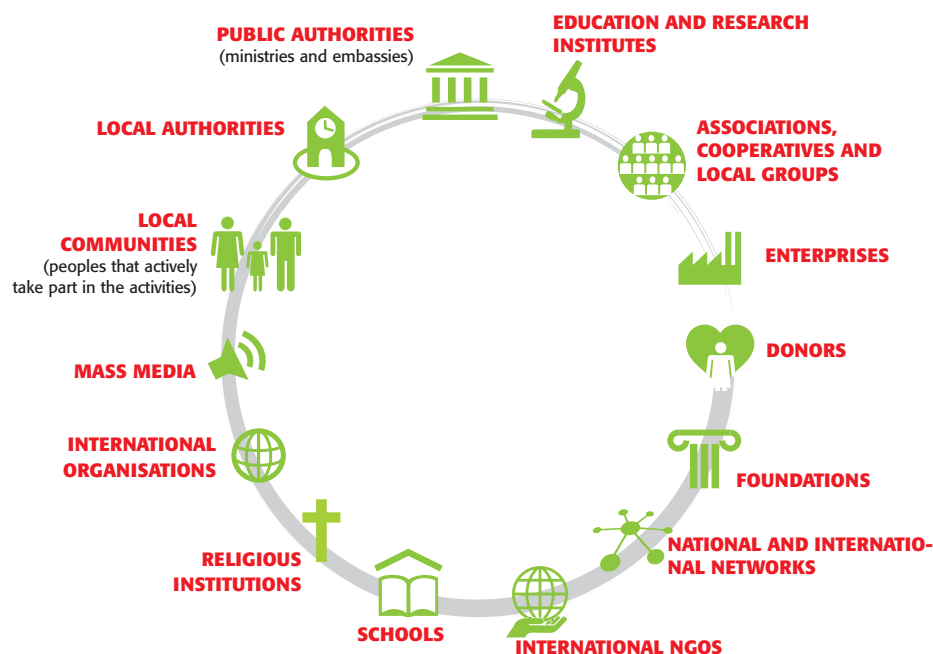 PUBLIC AUTHORITIES
(ministries and embassies)
EDUCATION AND RESEARCH
INSTITUTES
ASSOCIATIONS,
COOPERATIVES AND
LOCAL GROUPS
ENTERPRISES
DONORS
FOUNDATIONS
NATIONAL AND INTERNATIO-
NAL NETWORKS
INTERNATIONAL NGOS
SCHOOLS
RELIGIOUS
INSTITUTIONS
INTERNATIONAL
ORGANISATIONS
MASS MEDIA
LOCAL
COMMUNITIES
(peoples that actively
take part in the activities)
LOCAL AUTHORITIES